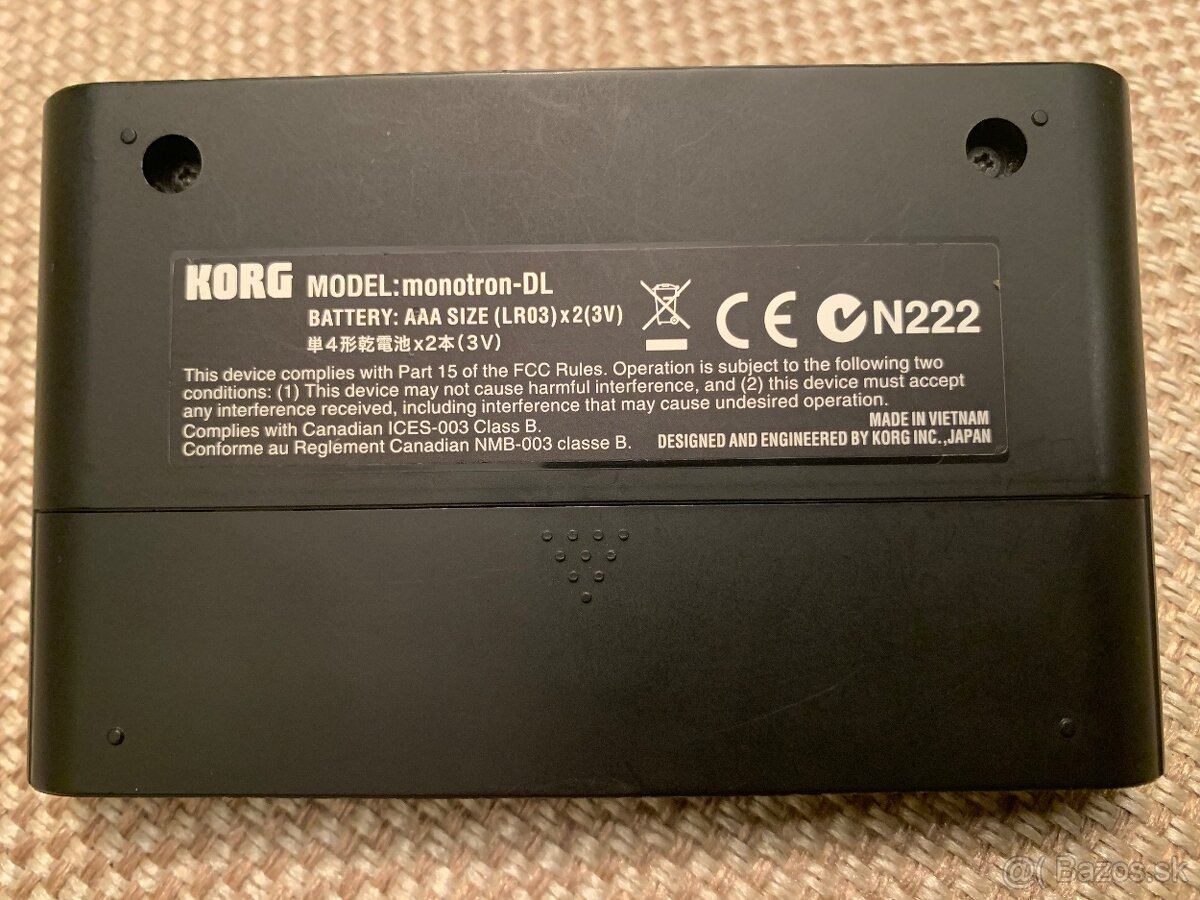 KORG MODEL:monotron-DL
BATTERY: AAA SIZE (LR03)x2(3V)
単4形乾電池x2本(3V)
CE N222
This device complies with Part 15 of the FCC Rules. Operation is subject to the following two
conditions: (1) This device may not cause harmful interference, and (2) this device must accept
any interference received, including interference that may cause undesired operation.
Complies with Canadian ICES-003 Class B.
Conforme au Reglement Canadian NMB-003 classe B.
MADE IN VIETNAM
DESIGNED AND ENGINEERED BY KORG INC.,JAPAN
@( Bazos.sk